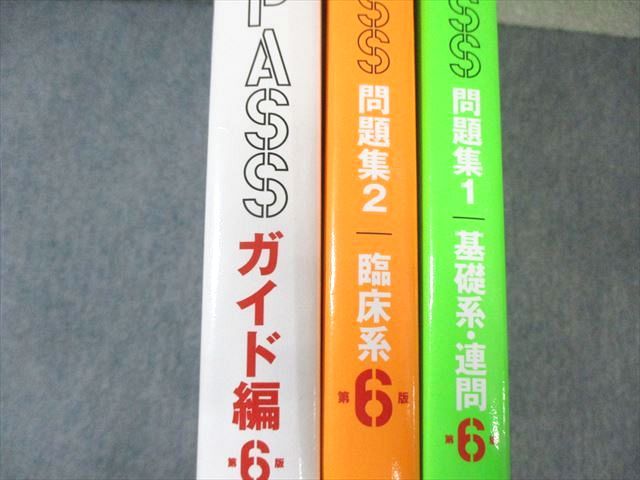 PASS
ガイド編
第6版
SS
問題集2
臨床系
第6版
SS
問題集1
基礎系・連問
第6版